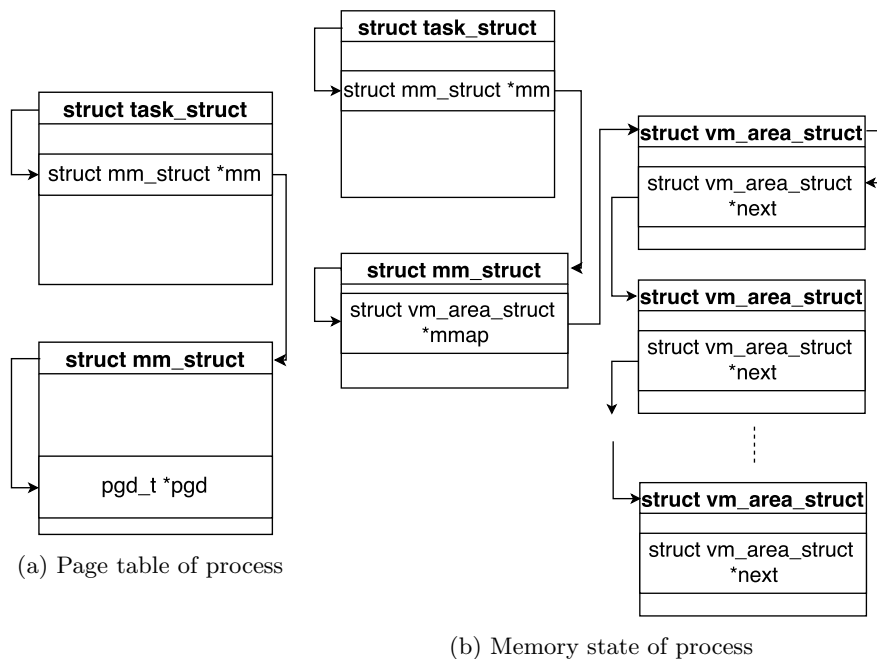 struct task_struct
struct mm_struct *mm
struct mm_struct
pgd_t *pgd
(a) Page table of process
struct task_struct
struct mm_struct *mm
struct mm_struct
struct vm_area_struct
*mmap
struct vm_area_struct
struct vm_area_struct
*next
struct vm_area_struct
struct vm_area_struct
*next
struct vm_area_struct
struct vm_area_struct
*next
(b) Memory state of process